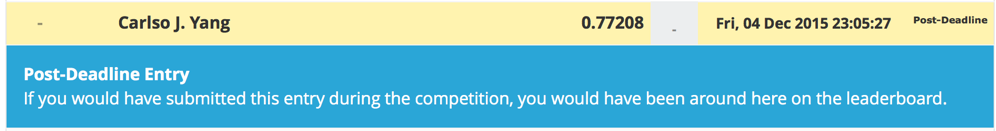 - Carlso J. Yang 0.77208 - Fri, 04 Dec 2015 23:05:27 Post-Deadline
Post-Deadline Entry
If you would have submitted this entry during the competition, you would have been around here on the leaderboard.